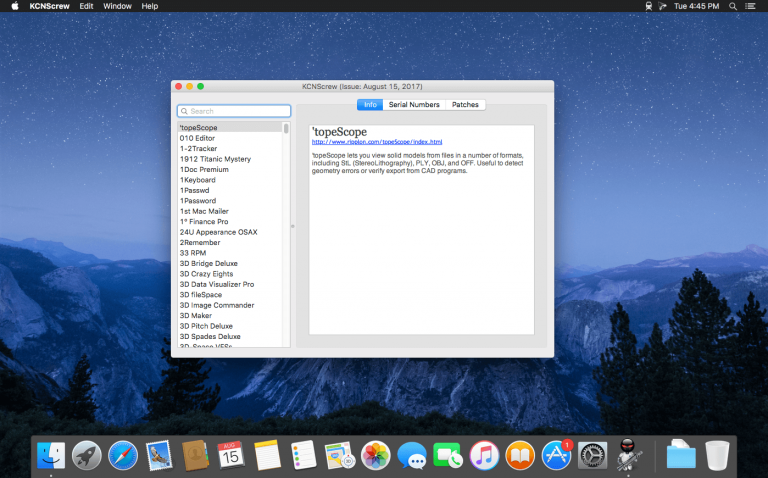 KCNScrew Edit Window Help
Tue 4:45 PM
KCNScrew (Issue: August 15, 2017)
Search
Info Serial Numbers Patches
'topeScope
010 Editor
1-2Tracker
1912 Titanic Mystery
1Doc Premium
1Keyboard
1Passwd
1Password
1st Mac Mailer
1º Finance Pro
24U Appearance OSAX
2Remember
33 RPM
3D Bridge Deluxe
3D Crazy Eights
3D Data Visualizer Pro
3D fileSpace
3D Image Commander
3D Maker
3D Pitch Deluxe
3D Spades Deluxe
3D-Space VFSs
'topeScope
http://www.rioplon.com/topeScope/index.html
'topeScope lets you view solid models from files in a number of formats,
including StL (StereoLithography), PLY, OBJ, and OFF. Useful to detect
geometry errors or verify export from CAD programs.
AUG
15
1